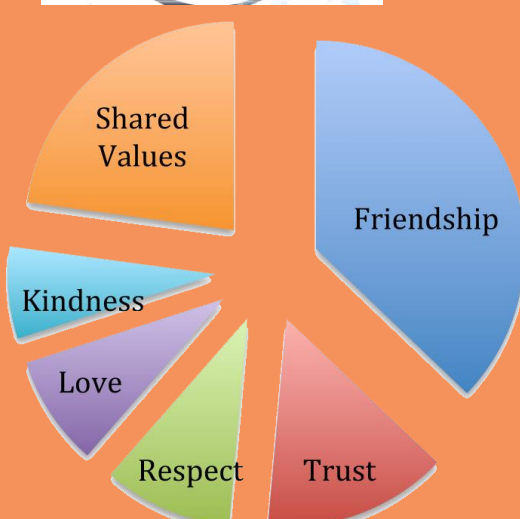 Shared
Values
Friendship
Kindness
Love
Respect
Trust